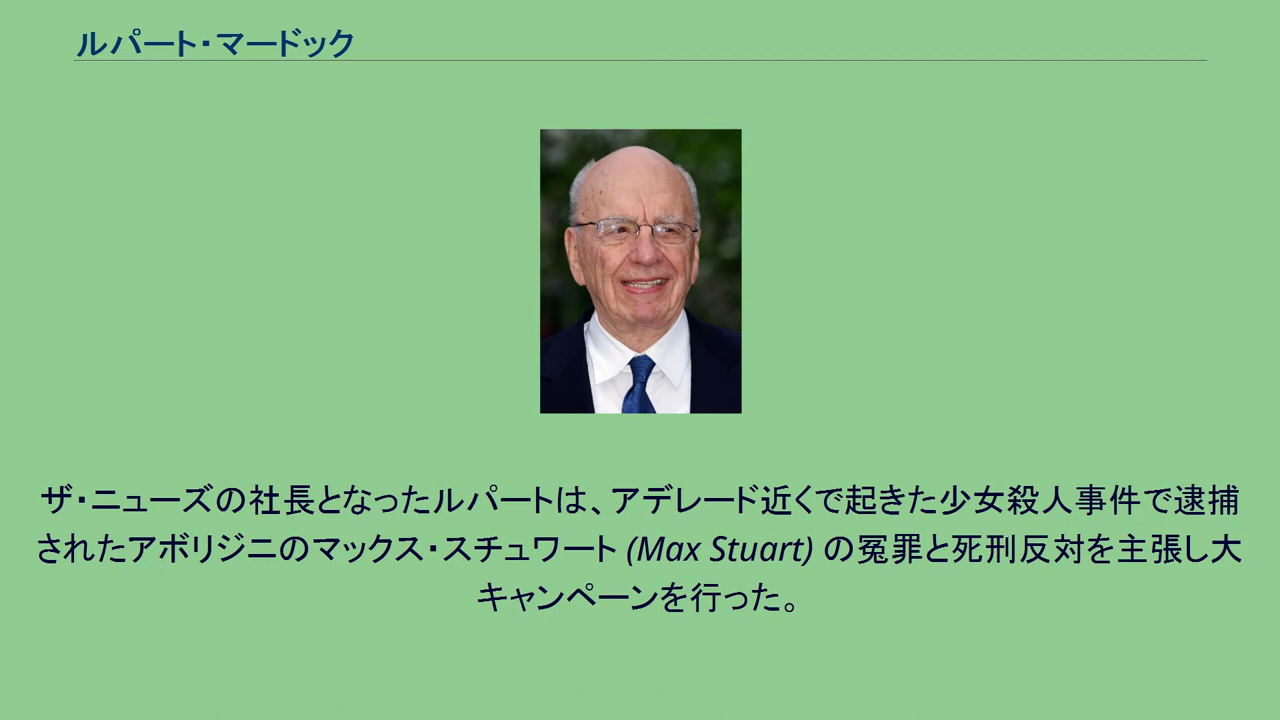 ルパート・マードック
ザ・ニューズの社長となったルパートは、アデレード近くで起きた少女殺人事件で逮捕
されたアボリジニのマックス・スチュワート (Max Stuart) の冤罪と死刑反対を主張し大
キャンペーンを行った。